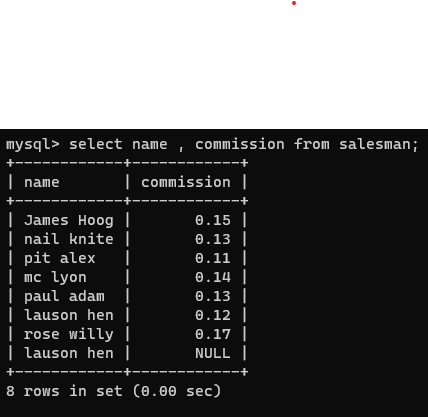 mysql> select name , commission from salesman;
+------------+------------+
| name       | commission |
+------------+------------+
| James Hoog |       0.15 |
| nail knite |       0.13 |
| pit alex   |       0.11 |
| mc lyon    |       0.14 |
| paul adam  |       0.13 |
| lauson hen |       0.12 |
| rose willy |       0.17 |
| lauson hen |       NULL |
+------------+------------+
8 rows in set (0.00 sec)